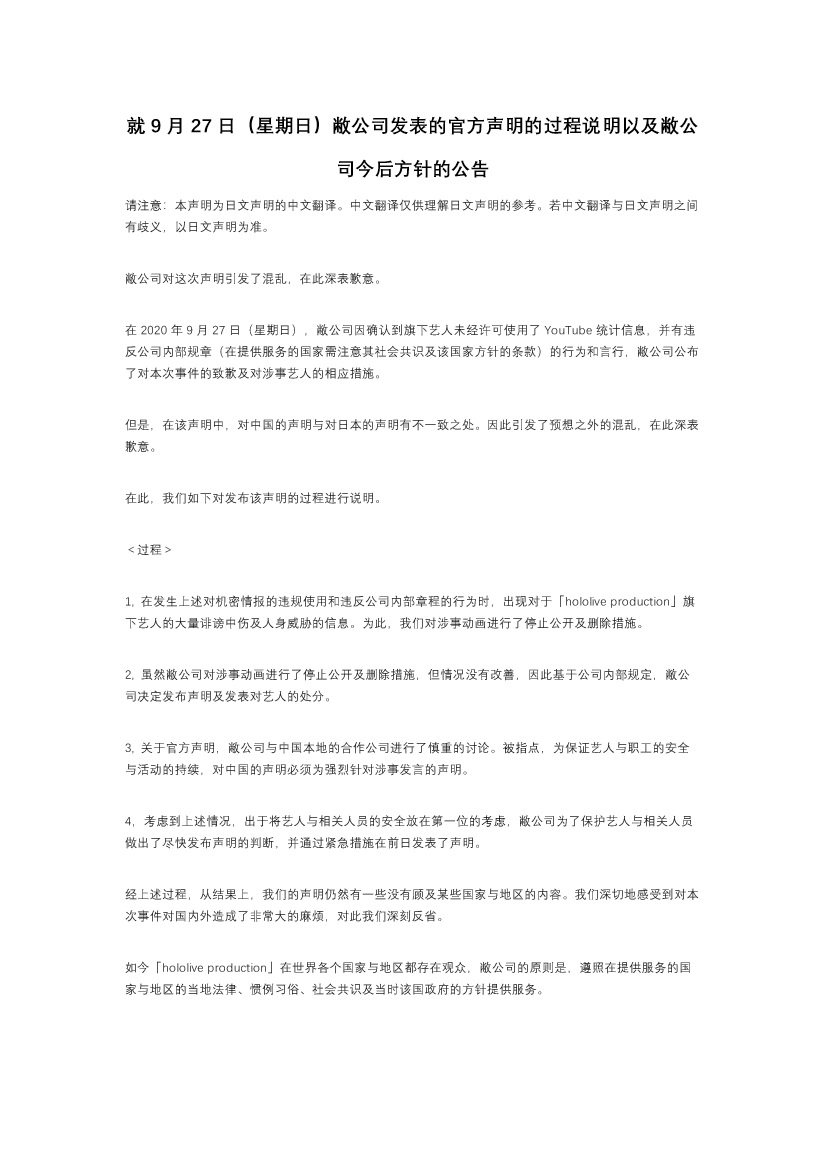 就 9 月 27 日（星期日）敝公司发表的官方声明的过程说明以及敝公
司今后方针的公告
请注意：本声明为日文声明的中文翻译。中文翻译仅供理解日文声明的参考。若中文翻译与日文声明之间
有歧义，以日文声明为准。
敝公司对这次声明引发了混乱，在此深表歉意。
在 2020 年 9 月 27 日（星期日），敝公司因确认到旗下艺人未经许可使用了 YouTube 统计信息，并有违
反公司内部规章（在提供服务的国家需注意其社会共识及该国家方针的条款）的行为和言行，敝公司公布
了对本次事件的致歉及对涉事艺人的相应措施。
但是，在该声明中，对中国的声明与对日本的声明有不一致之处。因此引发了预想之外的混乱，在此深表
歉意。
在此，我们如下对发布该声明的过程进行说明。
＜过程＞
1, 在发生上述对机密情报的违规使用和违反公司内部章程的行为时，出现对于「hololive production」旗
下艺人的大量诽谤中伤及人身威胁的信息。为此，我们对涉事动画进行了停止公开及删除措施。
2, 虽然敝公司对涉事动画进行了停止公开及删除措施，但情况没有改善，因此基于公司内部规定，敝公
司决定发布声明及发表对艺人的处分。
3, 关于官方声明，敝公司与中国本地的合作公司进行了慎重的讨论。被指点，为保证艺人与职工的安全
与活动的持续，对中国的声明必须为强烈针对涉事发言的声明。
4, 考虑到上述情况，出于将艺人与相关人员的安全放在第一位的考虑，敝公司为了保护艺人与相关人员
做出了尽快发布声明的判断，并通过紧急措施在前日发表了声明。
经上述过程，从结果上，我们的声明仍然有一些没有顾及某些国家与地区的内容。我们深切地感受到对本
次事件对国内外造成了非常大的麻烦，对此我们深刻反省。
如今「hololive production」在世界各个国家与地区都存在观众，敝公司的原则是，遵照在提供服务的国
家与地区的当地法律、惯例习俗、社会共识及当时该国政府的方针提供服务。